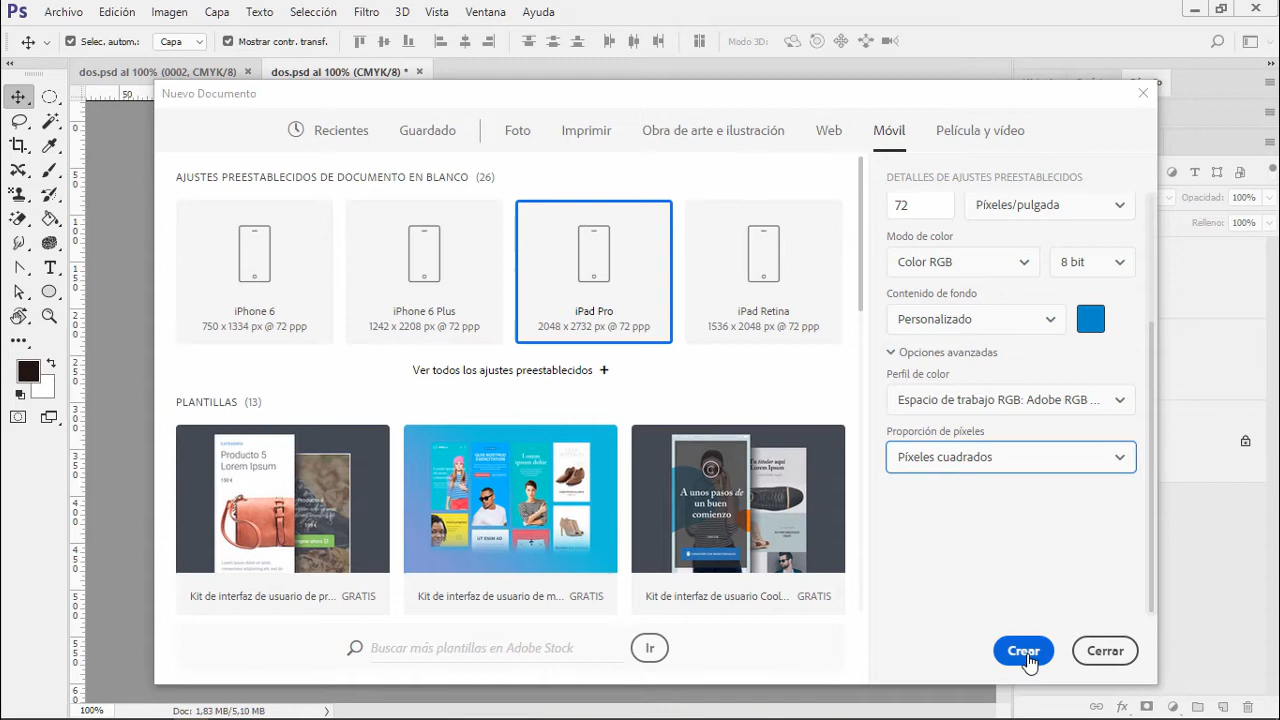 Ps Archivo Edición Imagen Capa Texto Selección Filtro 3D Vista Ventana Ayuda
Selec. autom.: Capa Mostrar contr. transf. Modo 3D:
dos.psd al 100% (0002, CMYK/8) × dos.psd al 100% (CMYK/8) * ×
Nuevo Documento
Recientes Guardado Foto Imprimir Obra de arte e ilustración Web Móvil Película y vídeo
AJUSTES PREESTABLECIDOS DE DOCUMENTO EN BLANCO (26)
iPhone 6
750 x 1334 px @ 72 ppp
iPhone 6 Plus
1242 x 2208 px @ 72 ppp
iPad Pro
2048 x 2732 px @ 72 ppp
iPad Retina
1536 x 2048 px @ 72 ppp
Ver todos los ajustes preestablecidos +
PLANTILLAS (13)
Producto 5
Lorem Ipsum
A unos pasos de
un buen
comienzo
Kit de interfaz de usuario de pr... GRATIS
Kit de interfaz de usuario de m... GRATIS
Kit de interfaz de usuario Cool... GRATIS
Buscar más plantillas en Adobe Stock Ir
DETALLES DE AJUSTES PREESTABLECIDOS
72 Píxeles/pulgada
Modo de color
Color RGB 8 bit
Contenido de fondo
Personalizado
Opciones avanzadas
Perfil de color
Espacio de trabajo RGB: Adobe RGB ...
Proporción de píxeles
Píxeles cuadrados
Crear Cerrar
Opacidad: 100%
Relleno: 100%
100% Doc: 1,83 MB/5,10 MB